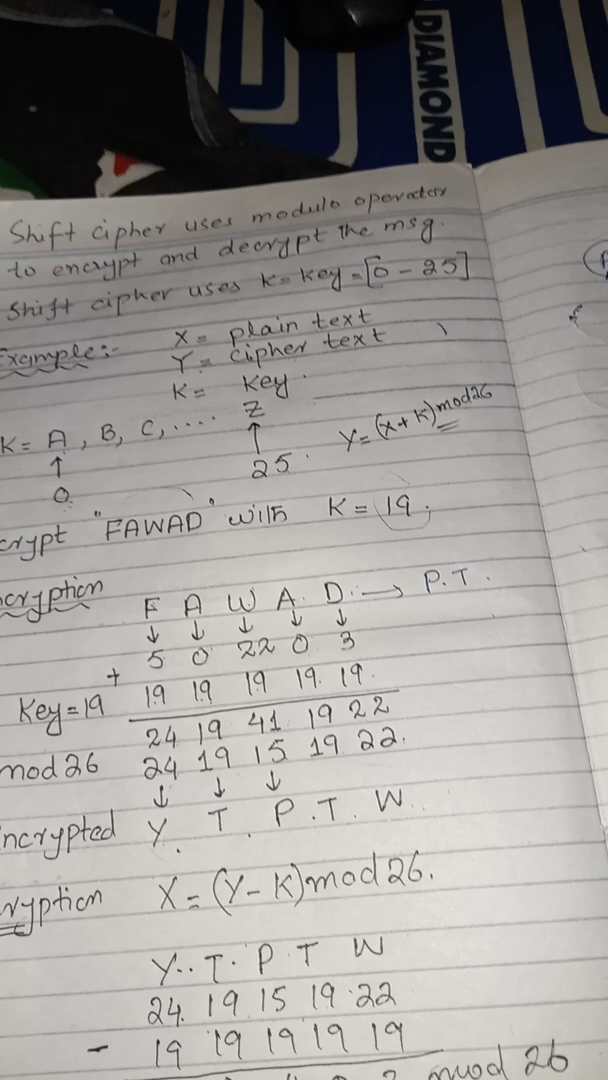 DIAMOND
Shift cipher uses modulo operator
to encrypt and decrypt the msg.
Shift cipher uses K= Key = [0 - 25]
Example:-
X = plain text
Y = cipher text
K = Key.
K = A, B, C, .... Z
↑ ↑
0 25.
Y = (x + K) mod 26
crypt "FAWAD" with K = 19.
cryption
F A W A D. → P.T.
↓ ↓ ↓ ↓ ↓
5 0 22 0 3
+
Key = 19 19 19 19 19. 19.
24 19 41 19 22
mod 26 24 19 15 19 22.
↓ ↓ ↓
ncrypted Y. T. P. T. W
ryption X = (Y - K) mod 26.
Y.. T. P T W
24. 19 15 19 22
- 19 19 19 19 19
26